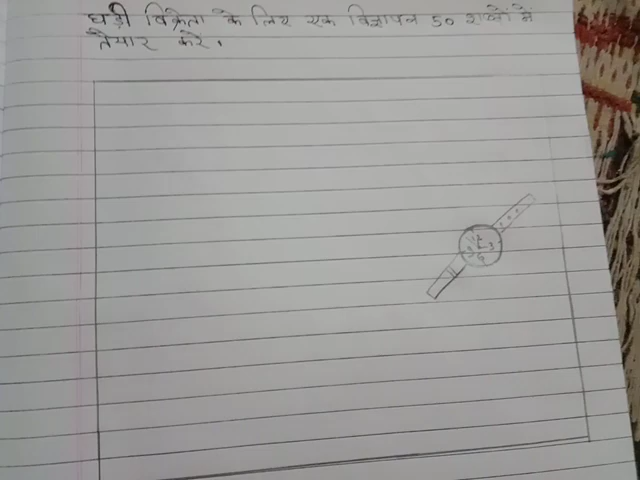 घड़ी विक्रेता के लिए एक विज्ञापन 50 शब्दों में
तैयार करें.